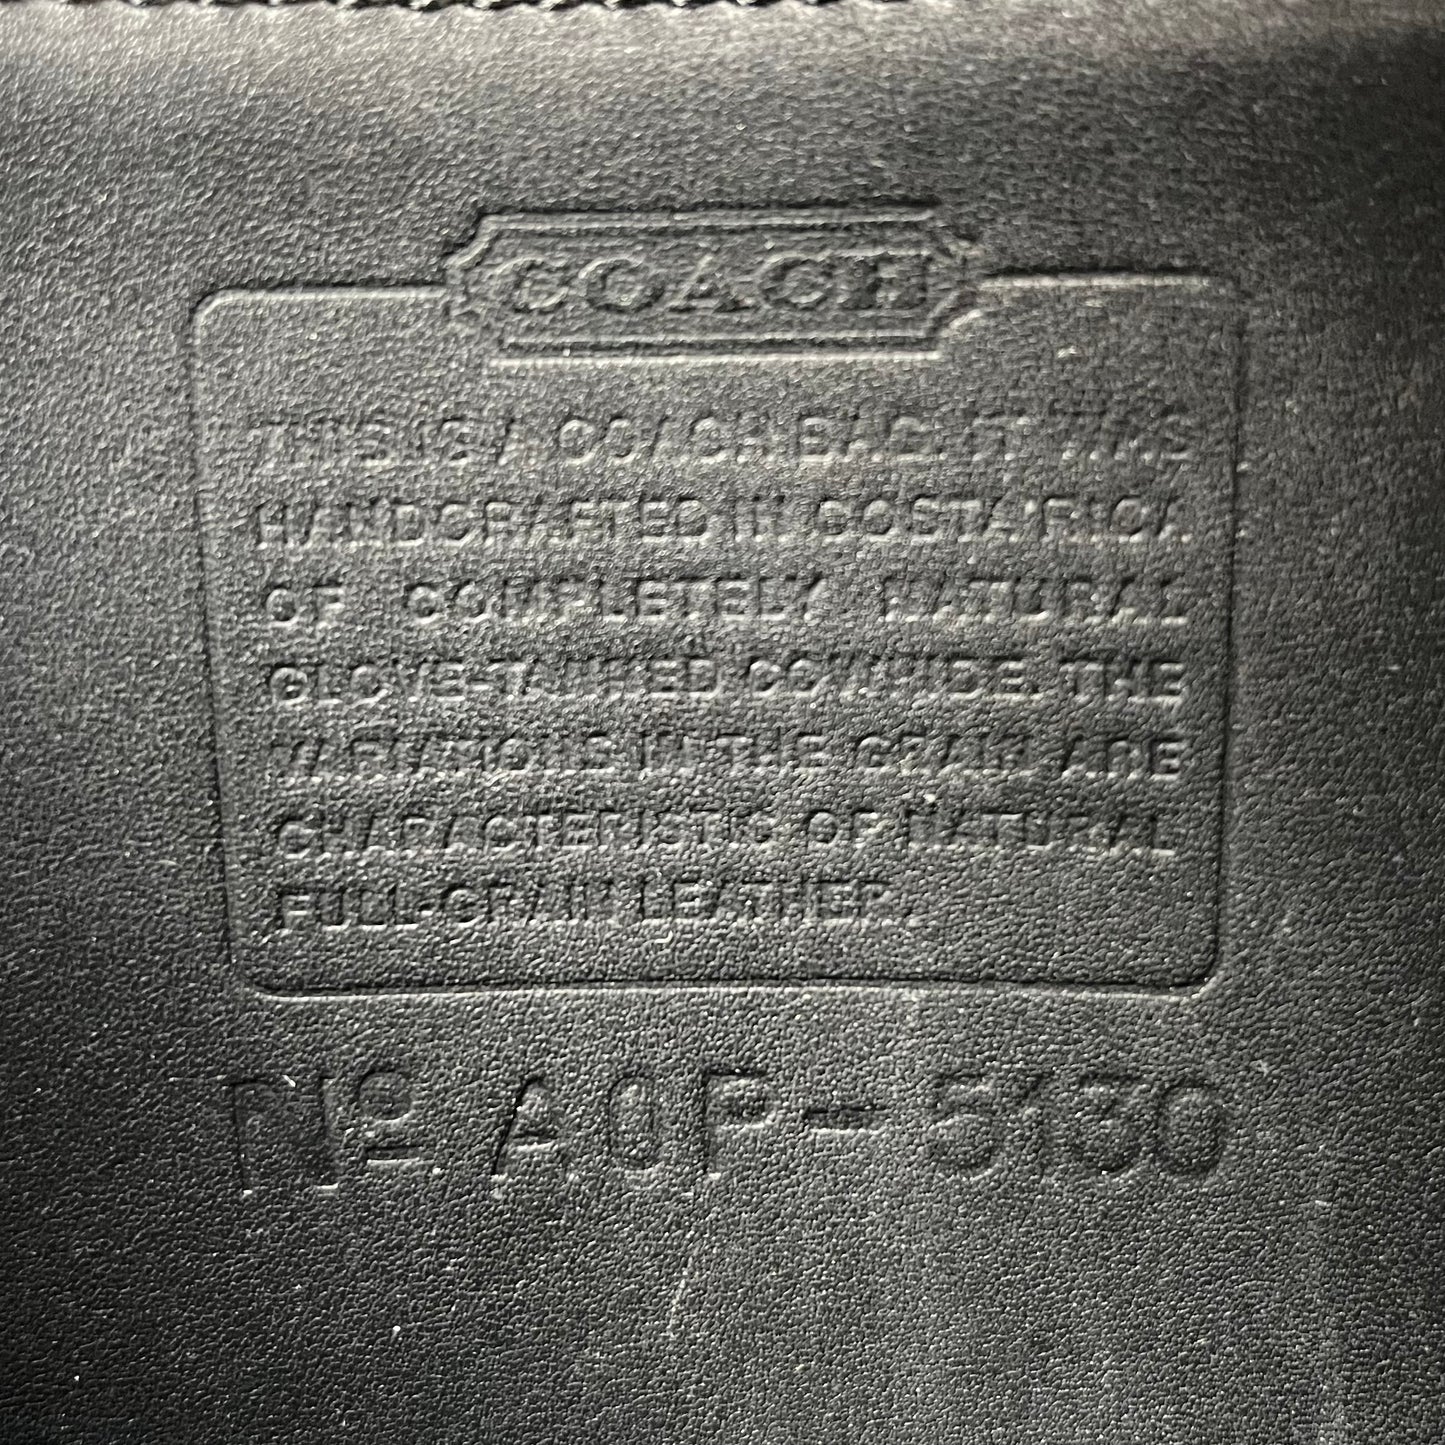 COACH
THIS IS A COACH BAG. IT WAS
HANDCRAFTED IN COSTA RICA
OF COMPLETELY NATURAL
GLOVE-TANNED COWHIDE. THE
VARIATIONS IN THE GRAIN ARE
CHARACTERISTIC OF NATURAL
FULL-GRAIN LEATHER.
Nº A0P-5130